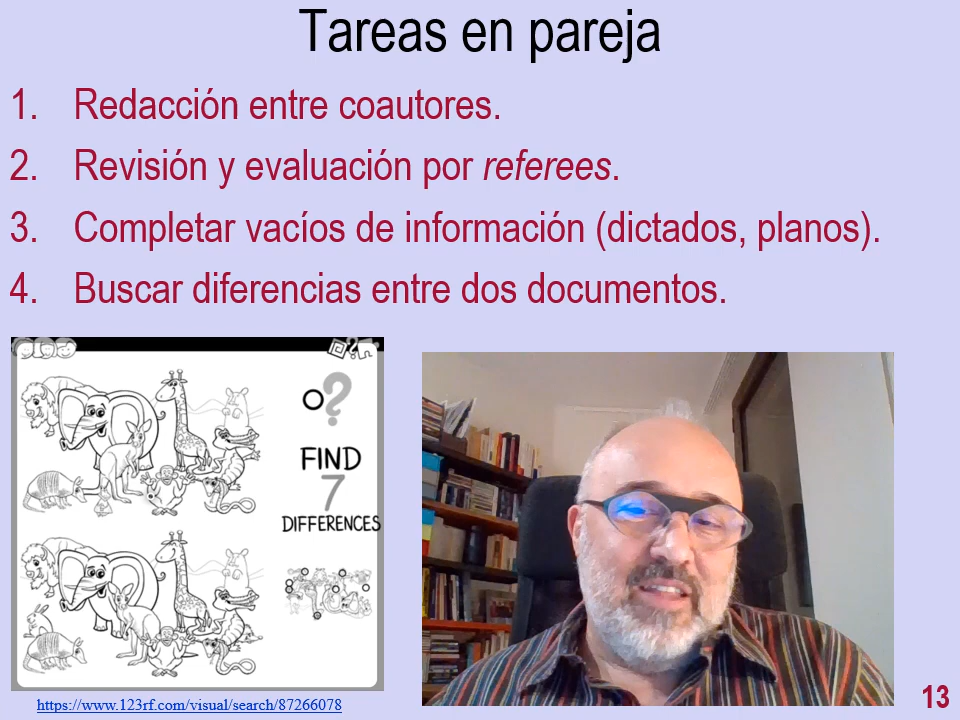 Tareas en pareja
1. Redacción entre coautores.
2. Revisión y evaluación por referees.
3. Completar vacíos de información (dictados, planos).
4. Buscar diferencias entre dos documentos.
FIND
7
DIFFERENCES
https://www.123rf.com/visual/search/87266078
13